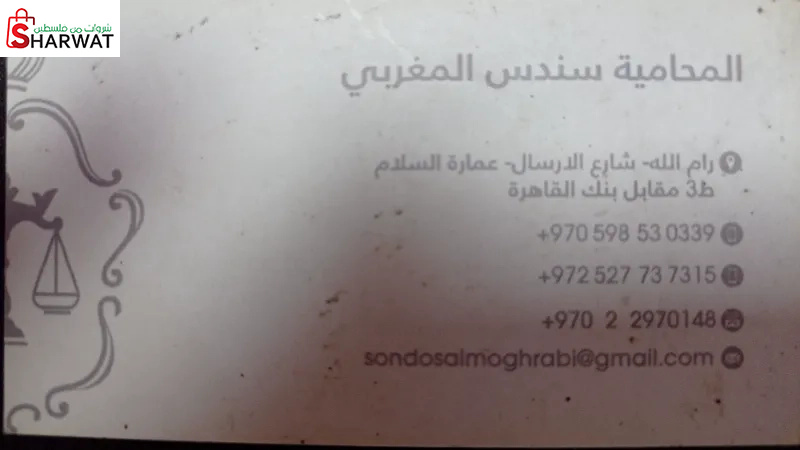 شروات من فلسطين
SHARWAT
المحامية سندس المغربي
رام الله- شارع الارسال- عمارة السلام
ط3 مقابل بنك القاهرة
+970 598 53 0339
+972 527 73 7315
+970 2 2970148
sondosalmoghrabi@gmail.com